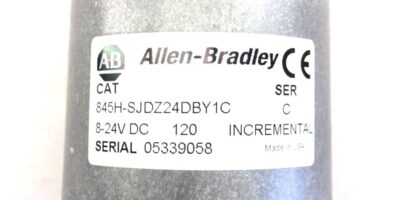 AB Allen-Bradley CE
CAT SER
845H-SJDZ24DBY1C C
8-24V DC 120 INCREMENTAL
SERIAL 05339058 Made in USA